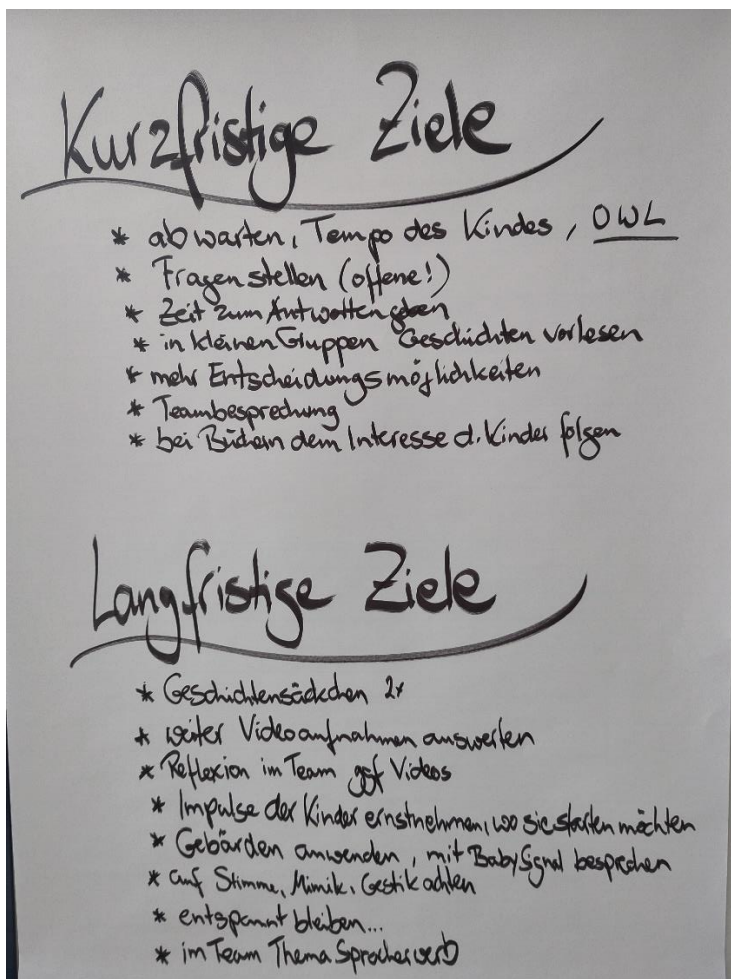 Kurzfristige Ziele
* abwarten, Tempo des Kindes, OWL
* Fragen stellen (offene!)
* Zeit zum Antworten geben
* in kleinen Gruppen Geschichten vorlesen
* mehr Entscheidungsmöglichkeiten
* Teambesprechung
* bei Büchern dem Interesse d. Kinder folgen
Langfristige Ziele
* Geschichtensäckchen 2x
* weiter Videoaufnahmen auswerten
* Reflexion im Team ggf Videos
* Impulse der Kinder ernstnehmen, wo sie starten möchten
* Gebärden anwenden, mit BabySignal besprechen
* auf Stimme, Mimik, Gestik achten
* entspannt bleiben...
* im Team Thema Spracherwerb